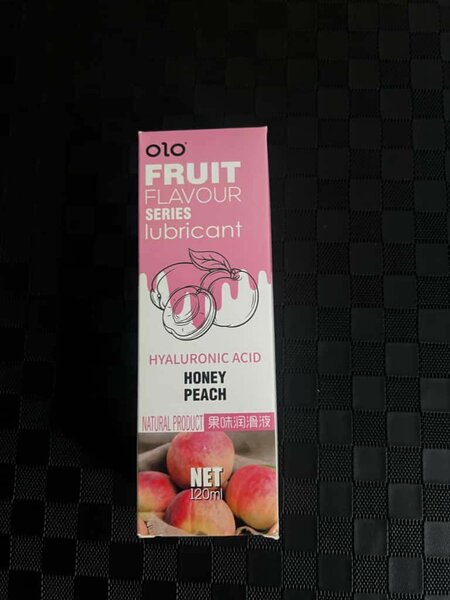 OLO
FRUIT
FLAVOUR
SERIES
lubricant
HYALURONIC ACID
HONEY
PEACH
NATURAL PRODUCT 果味润滑液
NET
120ml